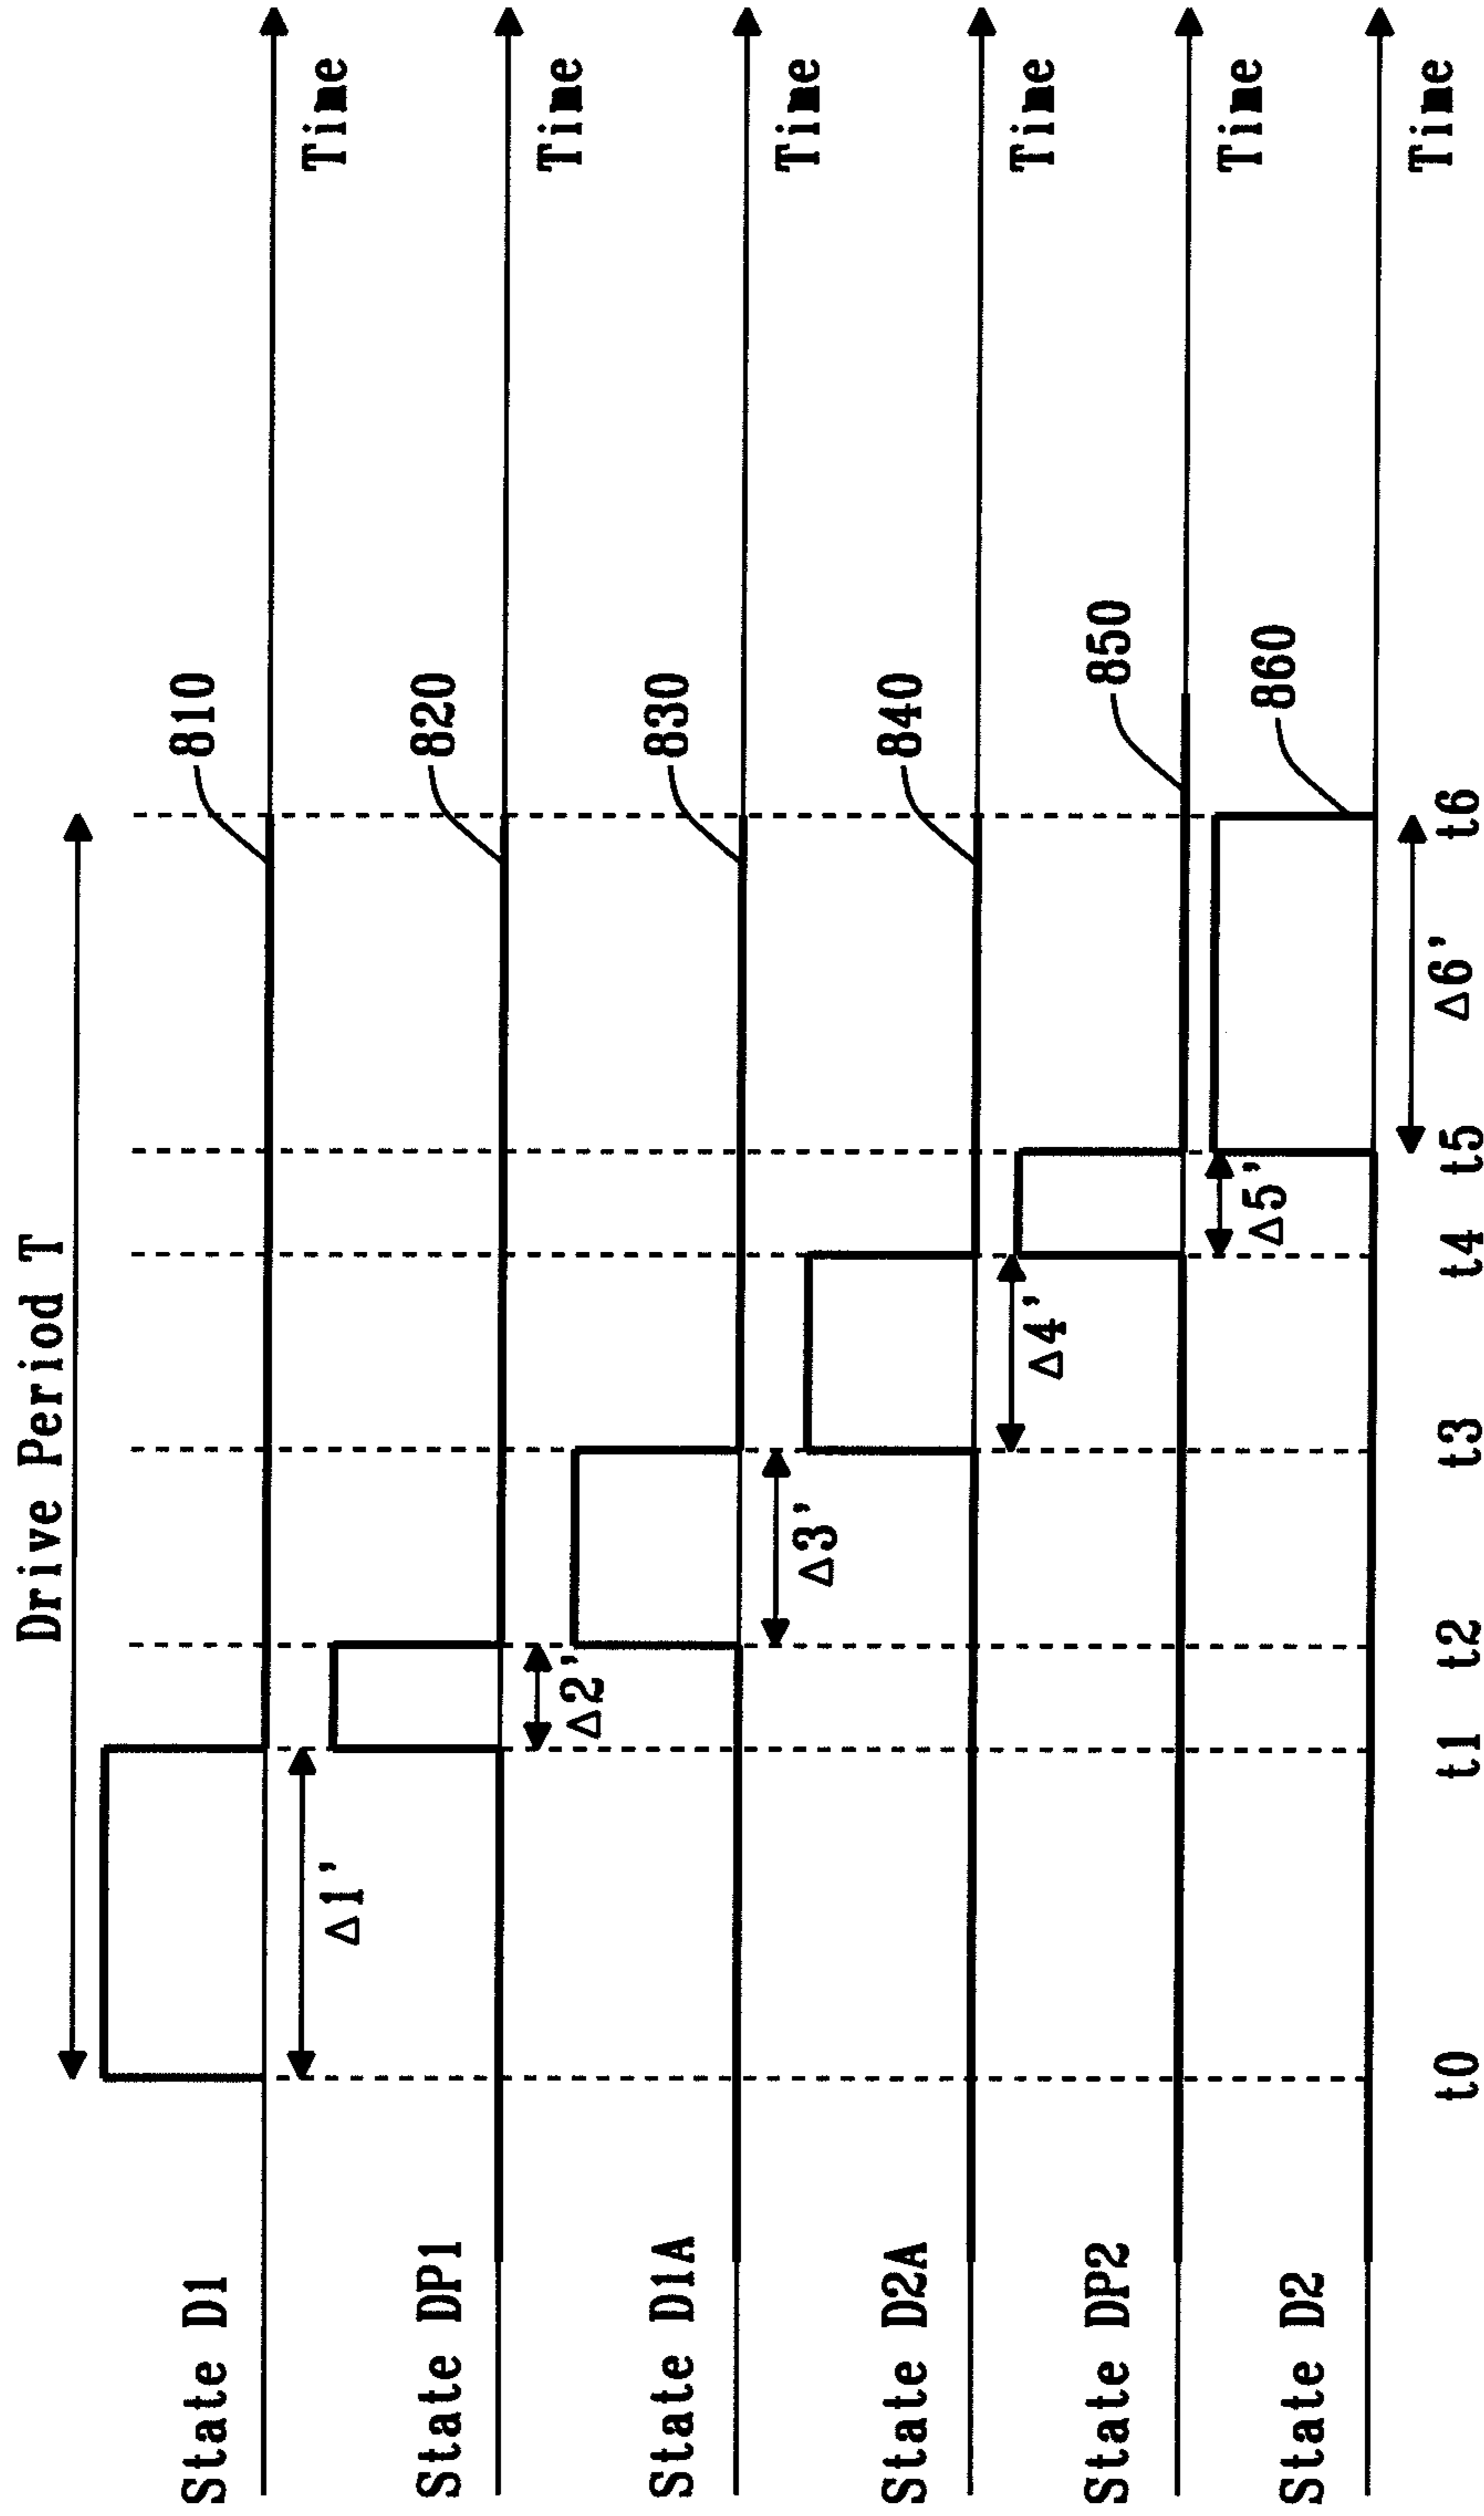 Drive Period T
State D1
810
Time
Δ1'
State DP1
820
Time
Δ2'
State D1A
830
Time
Δ3'
State D2A
840
Time
Δ4'
State DP2
850
Time
Δ5'
State D2
860
Time
Δ6'
t0 t1 t2 t3 t4 t5 t6